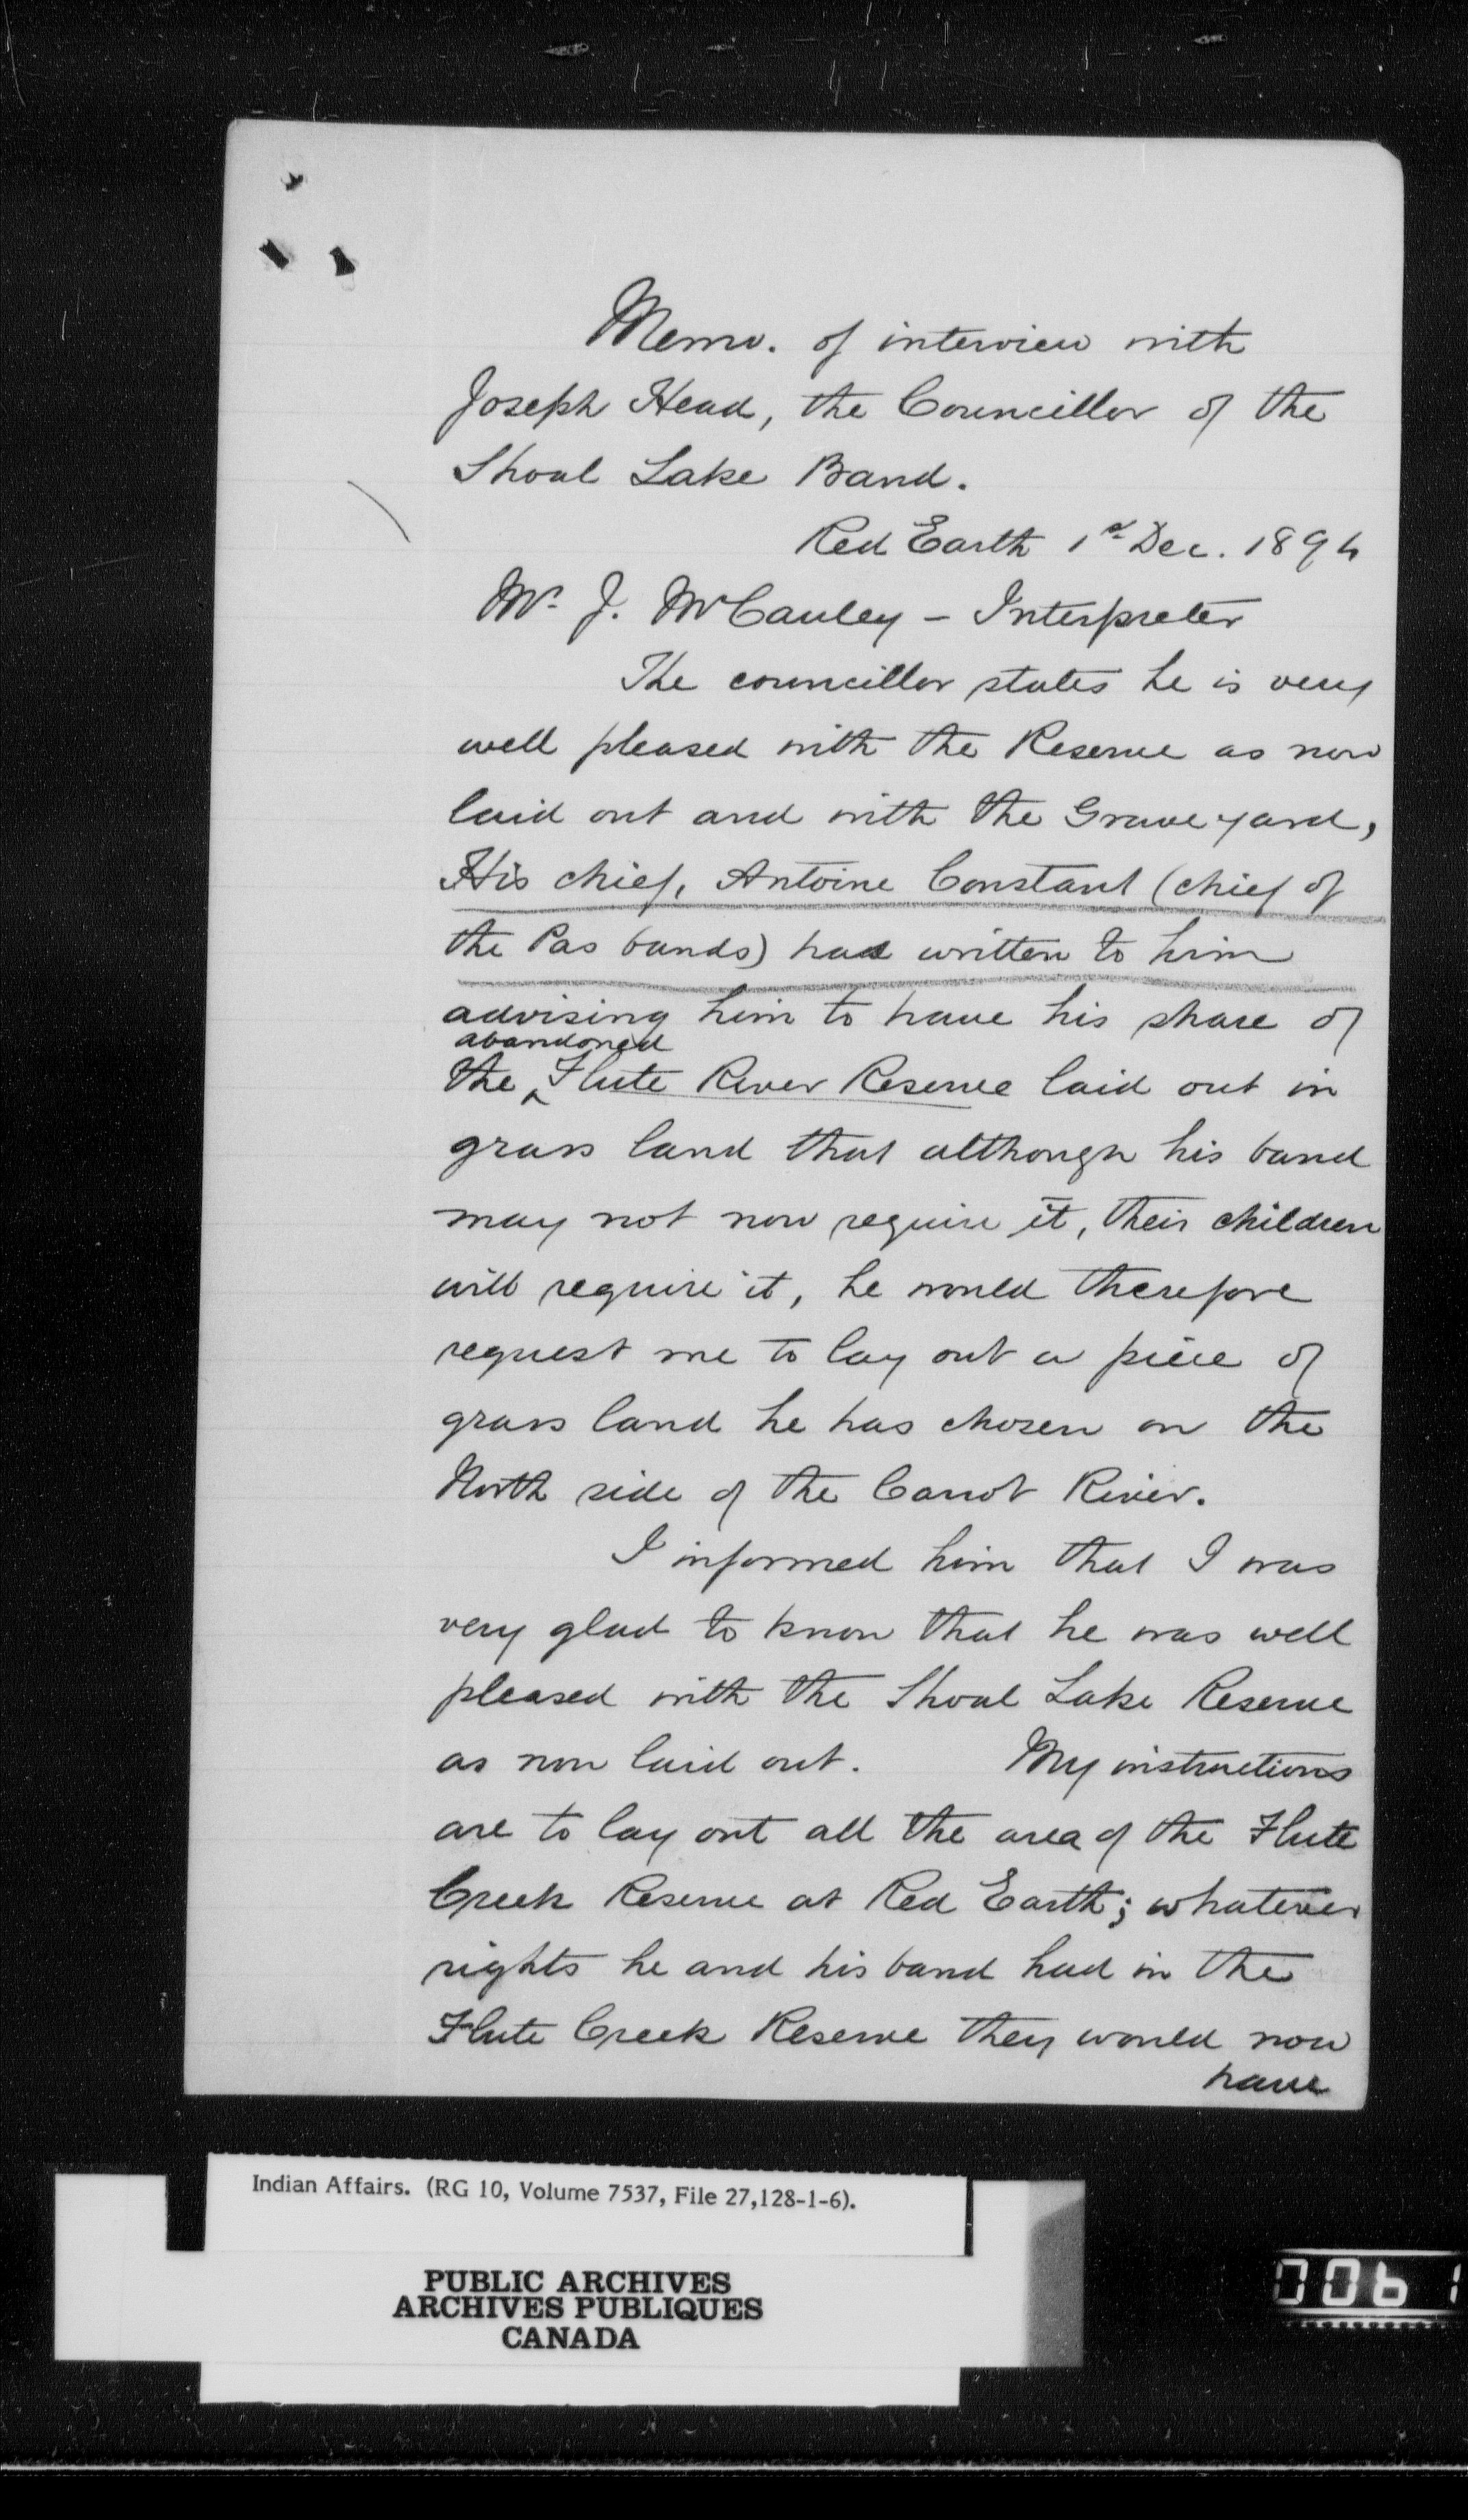 Memo. of interview with
Joseph Head, the Councillor of the
Shoal Lake Band.
Red Earth 1st Dec. 1894
Mr. J. McCauley – Interpreter
The councillor states he is very
well pleased with the Reserve as now
laid out and with the Grave yard,
His chief, Antoine Constant (chief of
the Pas bands) had written to him
advising him to have his share of
abandoned
the ^ Flute River Reserve laid out in
grass land that although his band
may not now require it, their children
will require it, he would therefore
request me to lay out a piece of
grass land he has chosen on the
North side of the Carrot River.
I informed him that I was
very glad to know that he was well
pleased with the Shoal Lake Reserve
as now laid out. My instructions
are to lay out all the area of the Flute
Creek Reserve at Red Earth; whatever
rights he and his band had in the
Flute Creek Reserve they would now
have
Indian Affairs. (RG 10, Volume 7537, File 27,128-1-6).
PUBLIC ARCHIVES
ARCHIVES PUBLIQUES
CANADA
0061